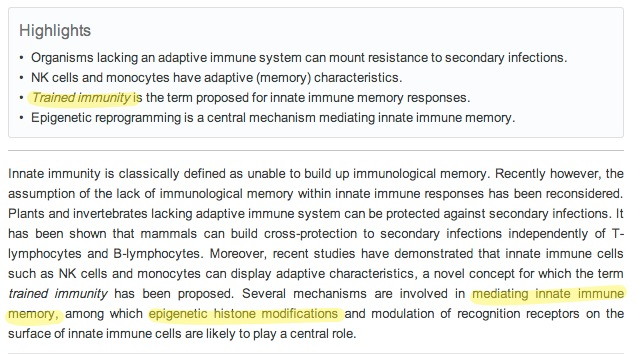 Highlights
• Organisms lacking an adaptive immune system can mount resistance to secondary infections.
• NK cells and monocytes have adaptive (memory) characteristics.
• Trained immunity is the term proposed for innate immune memory responses.
• Epigenetic reprogramming is a central mechanism mediating innate immune memory.
Innate immunity is classically defined as unable to build up immunological memory. Recently however, the
assumption of the lack of immunological memory within innate immune responses has been reconsidered.
Plants and invertebrates lacking adaptive immune system can be protected against secondary infections. It
has been shown that mammals can build cross-protection to secondary infections independently of T-
lymphocytes and B-lymphocytes. Moreover, recent studies have demonstrated that innate immune cells
such as NK cells and monocytes can display adaptive characteristics, a novel concept for which the term
trained immunity has been proposed. Several mechanisms are involved in mediating innate immune
memory, among which epigenetic histone modifications and modulation of recognition receptors on the
surface of innate immune cells are likely to play a central role.